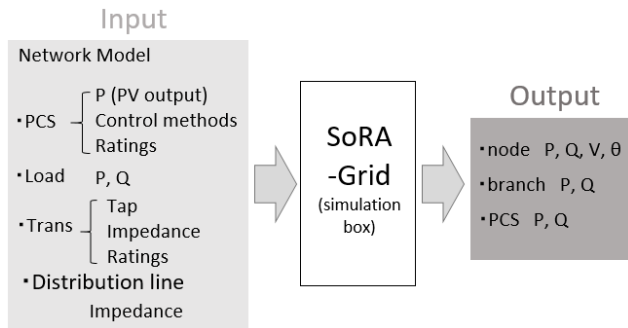 Input
Network Model
・PCS
P (PV output)
Control methods
Ratings
・Load P, Q
・Trans
Tap
Impedance
Ratings
・Distribution line
Impedance
SoRA
-Grid
(simulation
box)
Output
・node P, Q, V, θ
・branch P, Q
・PCS P, Q